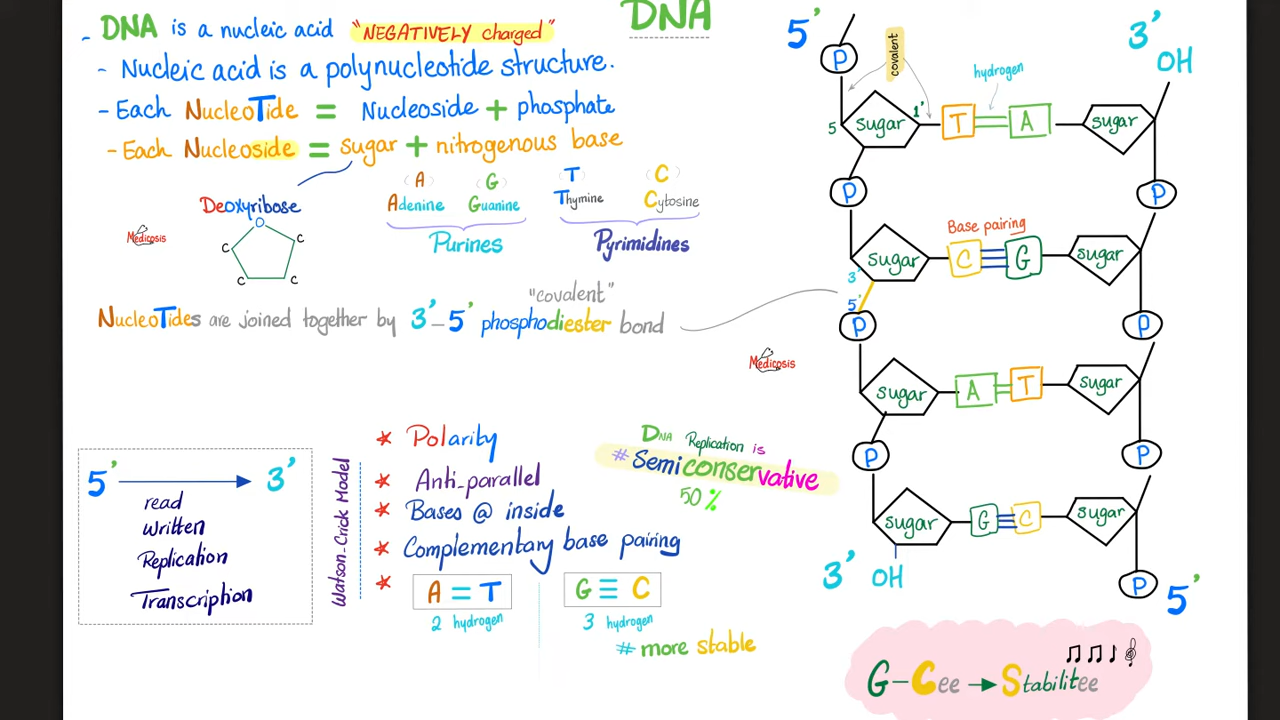 DNA
- DNA is a nucleic acid "NEGATIVELY charged"
- Nucleic acid is a polynucleotide structure.
- Each NucleoTide = Nucleoside + phosphate
- Each Nucleoside = sugar + nitrogenous base
Deoxyribose
O
C
C
C
C
Medicosis
(A) (G) (T) (C)
Adenine Guanine Thymine Cytosine
Purines Pyrimidines
"covalent"
NucleoTides are joined together by 3'-5' phosphodiester bond
Medicosis
5' 3'
read
written
Replication
Transcription
Watson-Crick Model
* Polarity
* Anti-parallel
* Bases @ inside
* Complementary base pairing
* A = T G ≡ C
2 hydrogen 3 hydrogen
# more stable
DNA Replication is
# Semiconservative
50%
5' 3'
OH
covalent
hydrogen
P
5 sugar 1' T A sugar
P P
Base pairing
sugar C G sugar
3'
5'
P P
sugar A T sugar
P P
sugar G C sugar
3' OH P 5'
G-Cee → Stabilitee